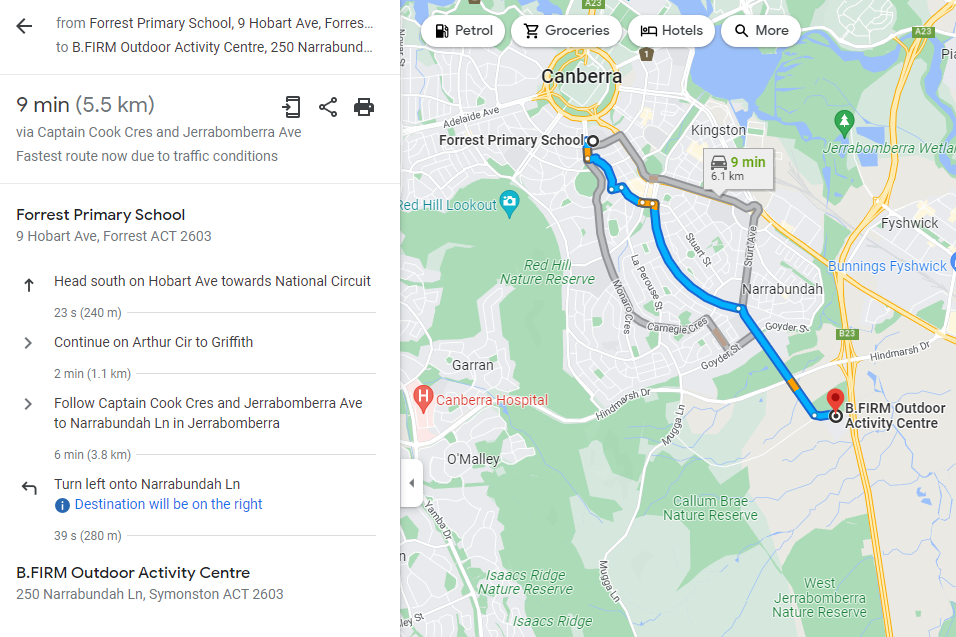 from Forrest Primary School, 9 Hobart Ave, Forres...
to B.FIRM Outdoor Activity Centre, 250 Narrabund...
9 min (5.5 km)
via Captain Cook Cres and Jerrabomberra Ave
Fastest route now due to traffic conditions
Forrest Primary School
9 Hobart Ave, Forrest ACT 2603
Head south on Hobart Ave towards National Circuit
23 s (240 m)
Continue on Arthur Cir to Griffith
2 min (1.1 km)
Follow Captain Cook Cres and Jerrabomberra Ave
to Narrabundah Ln in Jerrabomberra
6 min (3.8 km)
Turn left onto Narrabundah Ln
Destination will be on the right
39 s (280 m)
B.FIRM Outdoor Activity Centre
250 Narrabundah Ln, Symonston ACT 2603
A23
Petrol
Groceries
Hotels
More
A23
1
Canberra
Adelaide Ave
Forrest Primary School
Kingston
Jerrabomberra Wetlar
9 min
6.1 km
Red Hill Lookout
Fyshwick
Stuart St
Sturt Ave
Red Hill
Nature Reserve
La Perouse St
Bunnings Fyshwick
Monaro Cres
Narrabundah
Carnegie Cres
Goyder St
Goyder St
B23
Hindmarsh Dr
Garran
H
Canberra Hospital
Hindmarsh Dr
Mugga Ln
B.FIRM Outdoor
Activity Centre
O'Malley
Callum Brae
Nature Reserve
Yamba Dr
Isaacs Ridge
Nature Reserve
Mugga Ln
West
Jerrabomberra
Nature Reserve
Isaacs Ridge
ley St